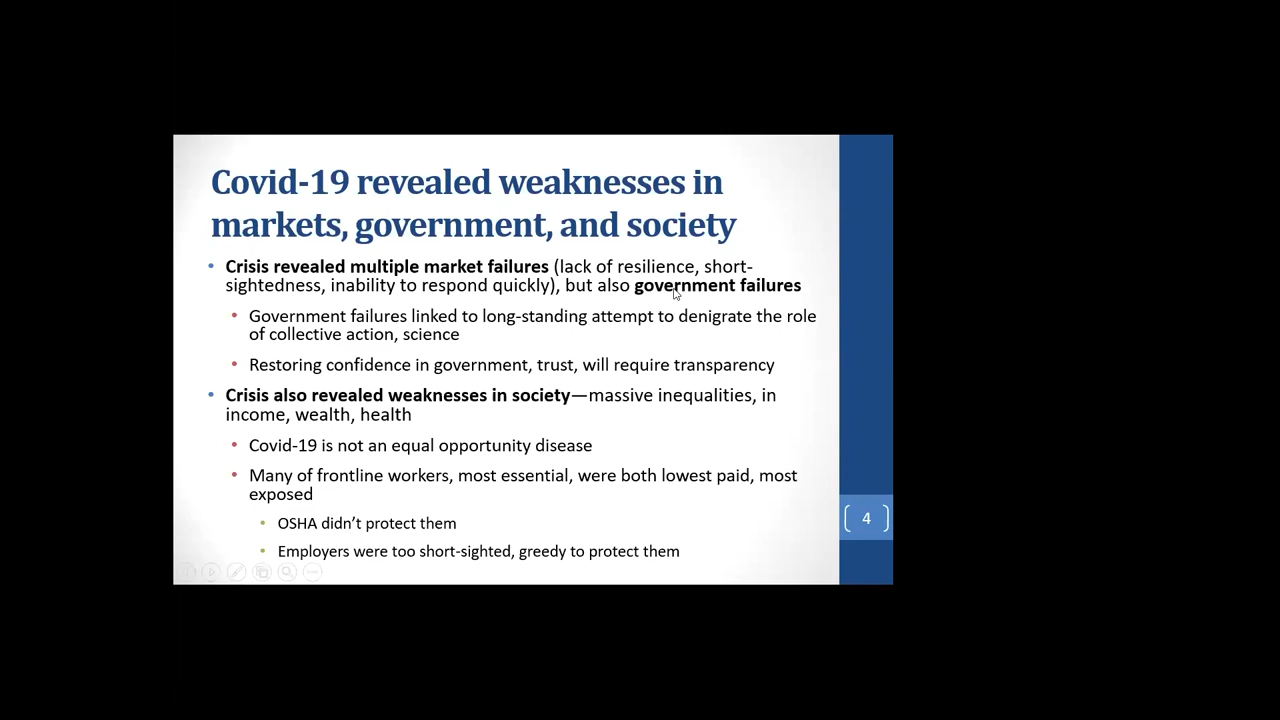 Covid-19 revealed weaknesses in
markets, government, and society
• Crisis revealed multiple market failures (lack of resilience, short-
sightedness, inability to respond quickly), but also government failures
• Government failures linked to long-standing attempt to denigrate the role
of collective action, science
• Restoring confidence in government, trust, will require transparency
• Crisis also revealed weaknesses in society—massive inequalities, in
income, wealth, health
• Covid-19 is not an equal opportunity disease
• Many of frontline workers, most essential, were both lowest paid, most
exposed
• OSHA didn’t protect them
• Employers were too short-sighted, greedy to protect them
4